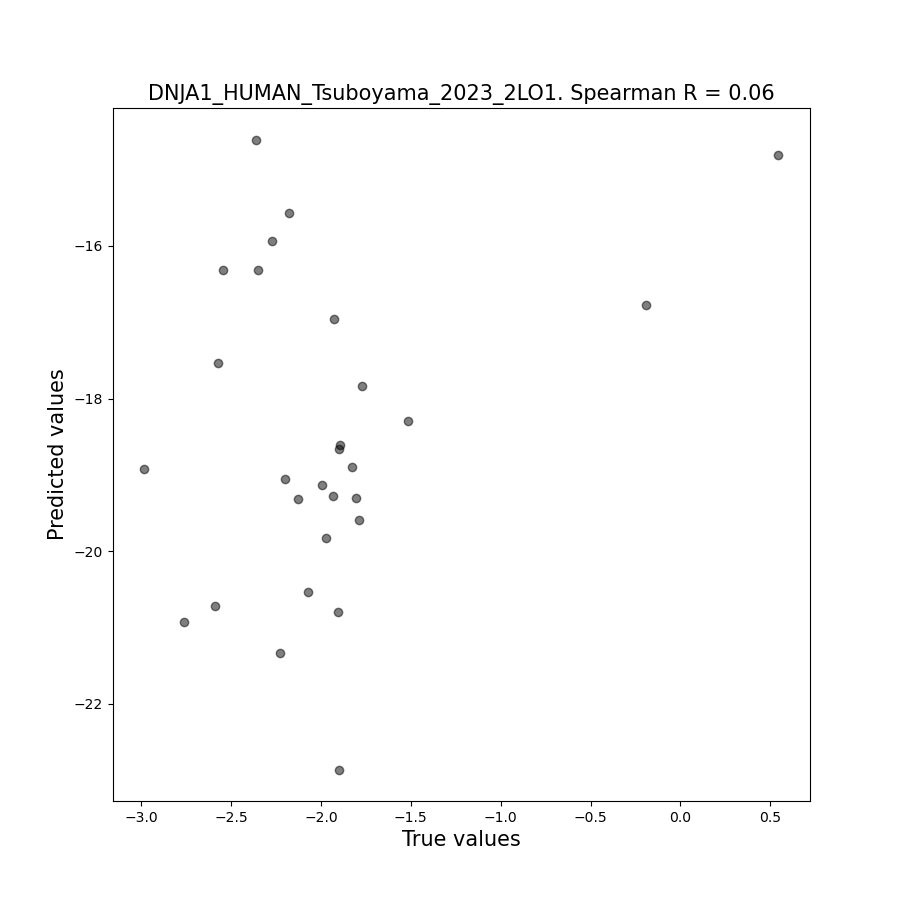 DNJA1_HUMAN_Tsuboyama_2023_2LO1. Spearman R = 0.06
Predicted values
−16
−18
−20
−22
−3.0 −2.5 −2.0 −1.5 −1.0 −0.5 0.0 0.5
True values